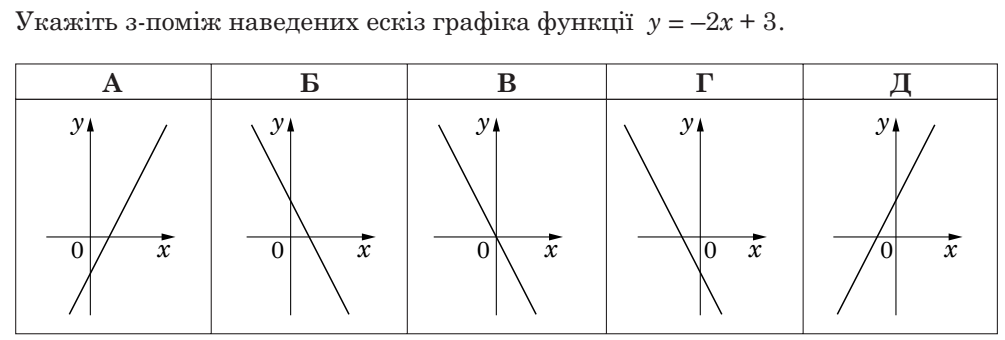 Укажіть з-поміж наведених ескіз графіка функції y = –2x + 3.
А Б В Г Д
y y y y y
0 x 0 x 0 x 0 x 0 x